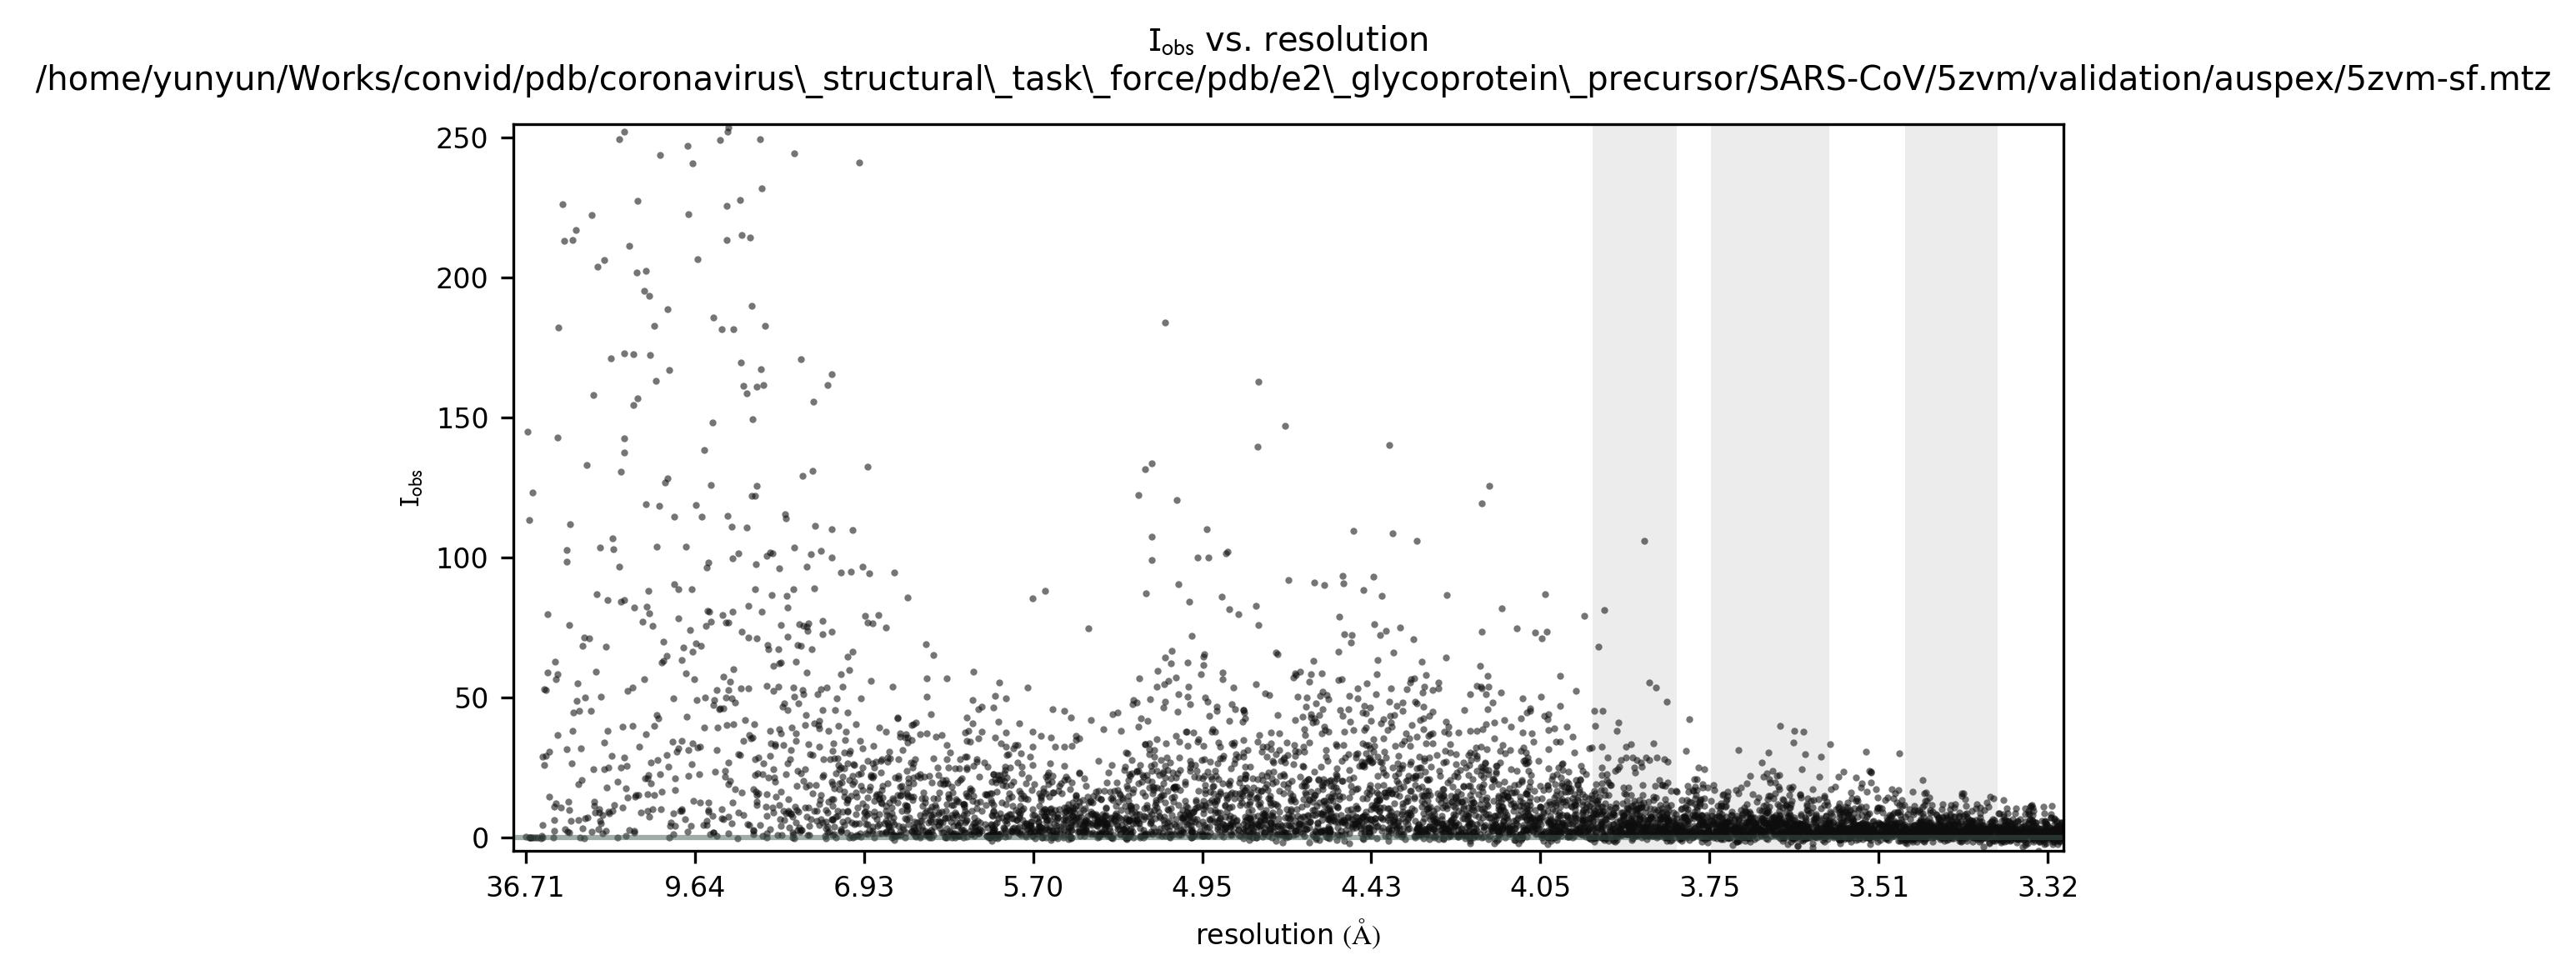 I_obs vs. resolution
/home/yunyun/Works/convid/pdb/coronavirus\_structural\_task\_force/pdb/e2\_glycoprotein\_precursor/SARS-CoV/5zvm/validation/auspex/5zvm-sf.mtz
250
200
150
100
50
0
I_obs
36.71 9.64 6.93 5.70 4.95 4.43 4.05 3.75 3.51 3.32
resolution (Å)